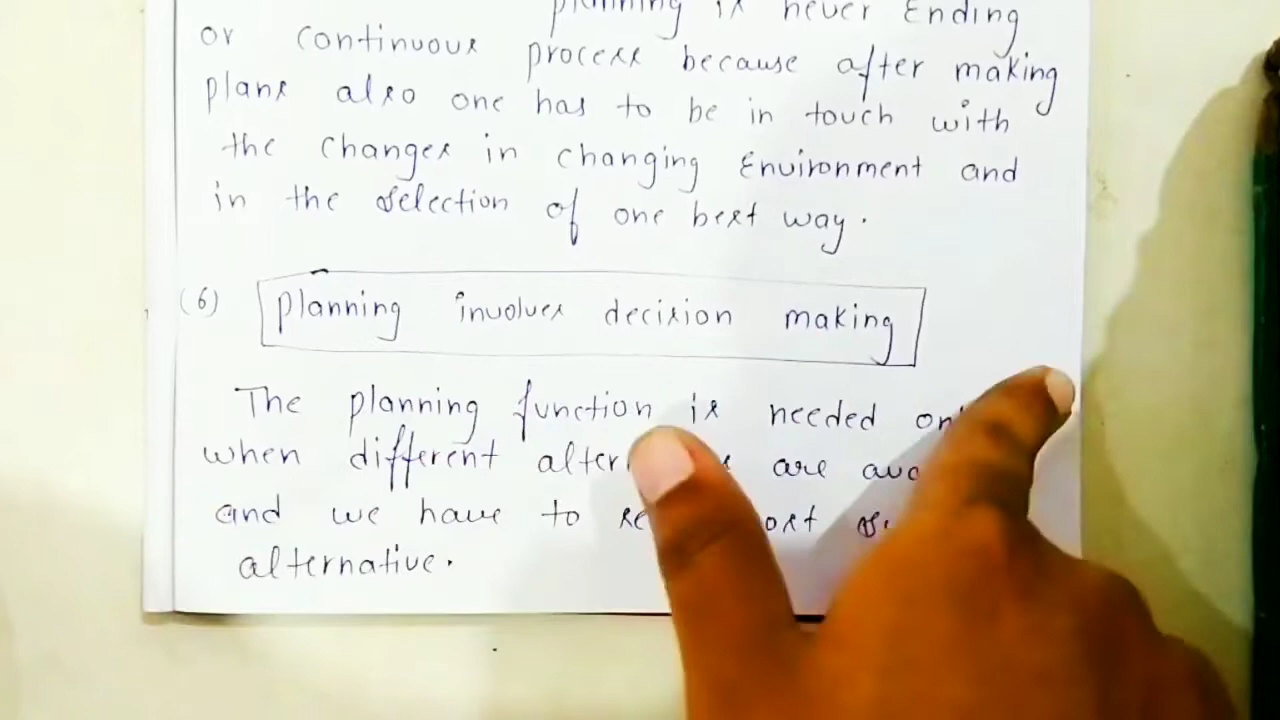 planning is never Ending
or continuous process because after making
plans also one has to be in touch with
the changes in changing Environment and
in the selection of one best way.
(6) planning involves decision making
The planning function is needed
when different are
and we have to
alternative.